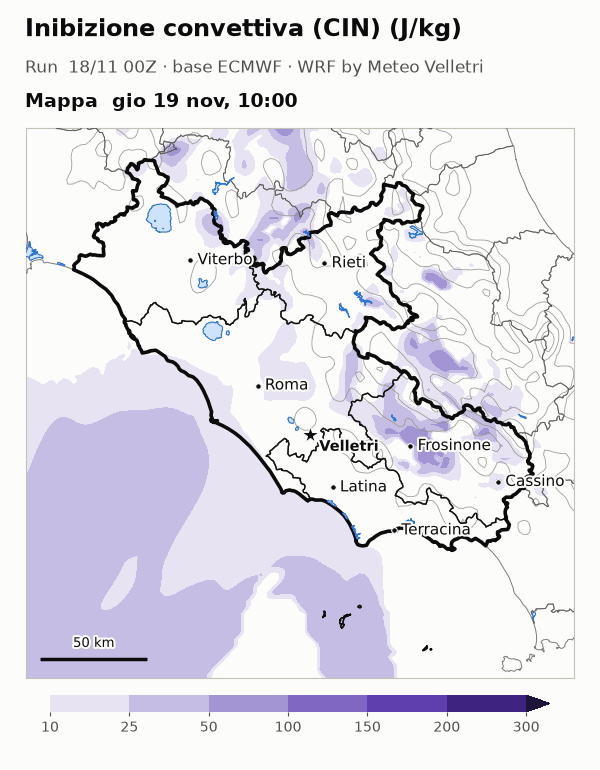 Inibizione convettiva (CIN) (J/kg)
Run  18/11 00Z · base ECMWF · WRF by Meteo Velletri
Mappa  gio 19 nov, 10:00
Viterbo
Rieti
Roma
Velletri
Frosinone
Latina
Cassino
Terracina
50 km
10 25 50 100 150 200 300